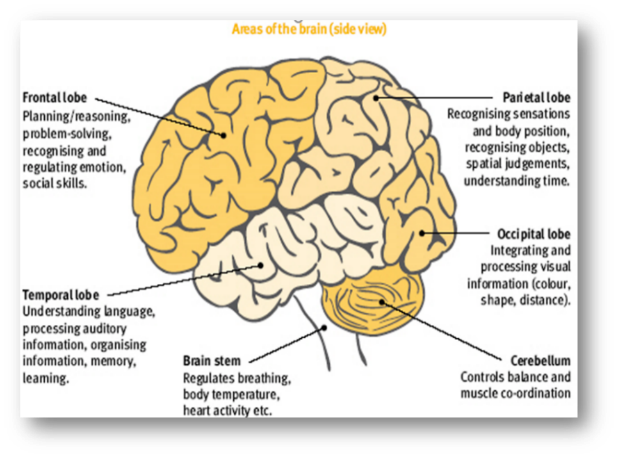 Areas of the brain (side view)
Frontal lobe
Planning/reasoning,
problem-solving,
recognising and
regulating emotion,
social skills.
Parietal lobe
Recognising sensations
and body position,
recognising objects,
spatial judgements,
understanding time.
Occipital lobe
Integrating and
processing visual
information (colour,
shape, distance).
Temporal lobe
Understanding language,
processing auditory
information, organising
information, memory,
learning.
Brain stem
Regulates breathing,
body temperature,
heart activity etc.
Cerebellum
Controls balance and
muscle co-ordination